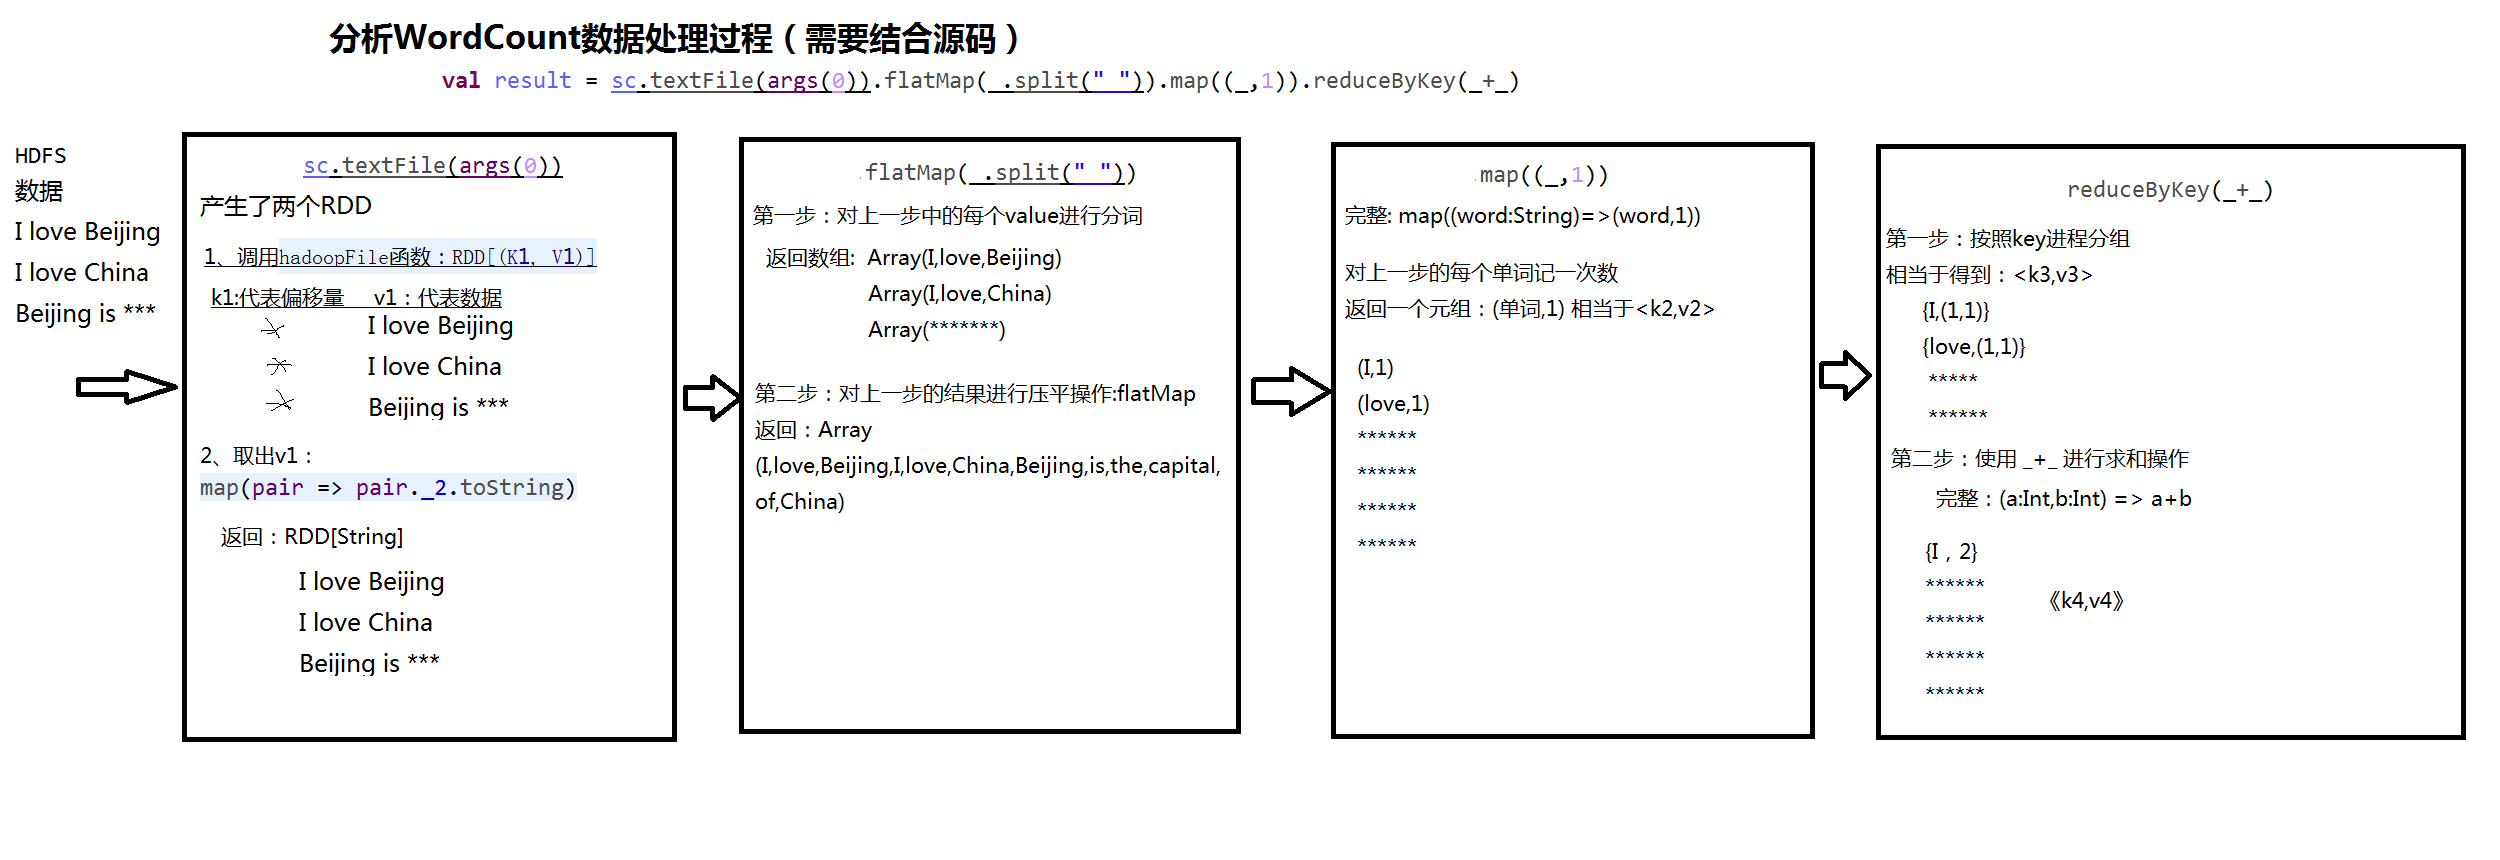 分析WordCount数据处理过程（需要结合源码）
val result = sc.textFile(args(0)).flatMap(_.split(" ")).map((_,1)).reduceByKey(_+_)
HDFS
数据
I love Beijing
I love China
Beijing is ***
sc.textFile(args(0))
产生了两个RDD
1、调用hadoopFile函数：RDD[(K1, V1)]
k1:代表偏移量 v1：代表数据
I love Beijing
I love China
Beijing is ***
2、取出v1：
map(pair => pair._2.toString)
返回：RDD[String]
I love Beijing
I love China
Beijing is ***
.flatMap(_.split(" "))
第一步：对上一步中的每个value进行分词
返回数组: Array(I,love,Beijing)
Array(I,love,China)
Array(*******)
第二步：对上一步的结果进行压平操作:flatMap
返回：Array
(I,love,Beijing,I,love,China,Beijing,is,the,capital,
of,China)
.map((_,1))
完整: map((word:String)=>(word,1))
对上一步的每个单词记一次数
返回一个元组：(单词,1) 相当于<k2,v2>
(I,1)
(love,1)
******
******
******
******
reduceByKey(_+_)
第一步：按照key进程分组
相当于得到：<k3,v3>
{I,(1,1)}
{love,(1,1)}
*****
******
第二步：使用 _+_ 进行求和操作
完整：(a:Int,b:Int) => a+b
{I，2}
******
《k4,v4》
******
******
******